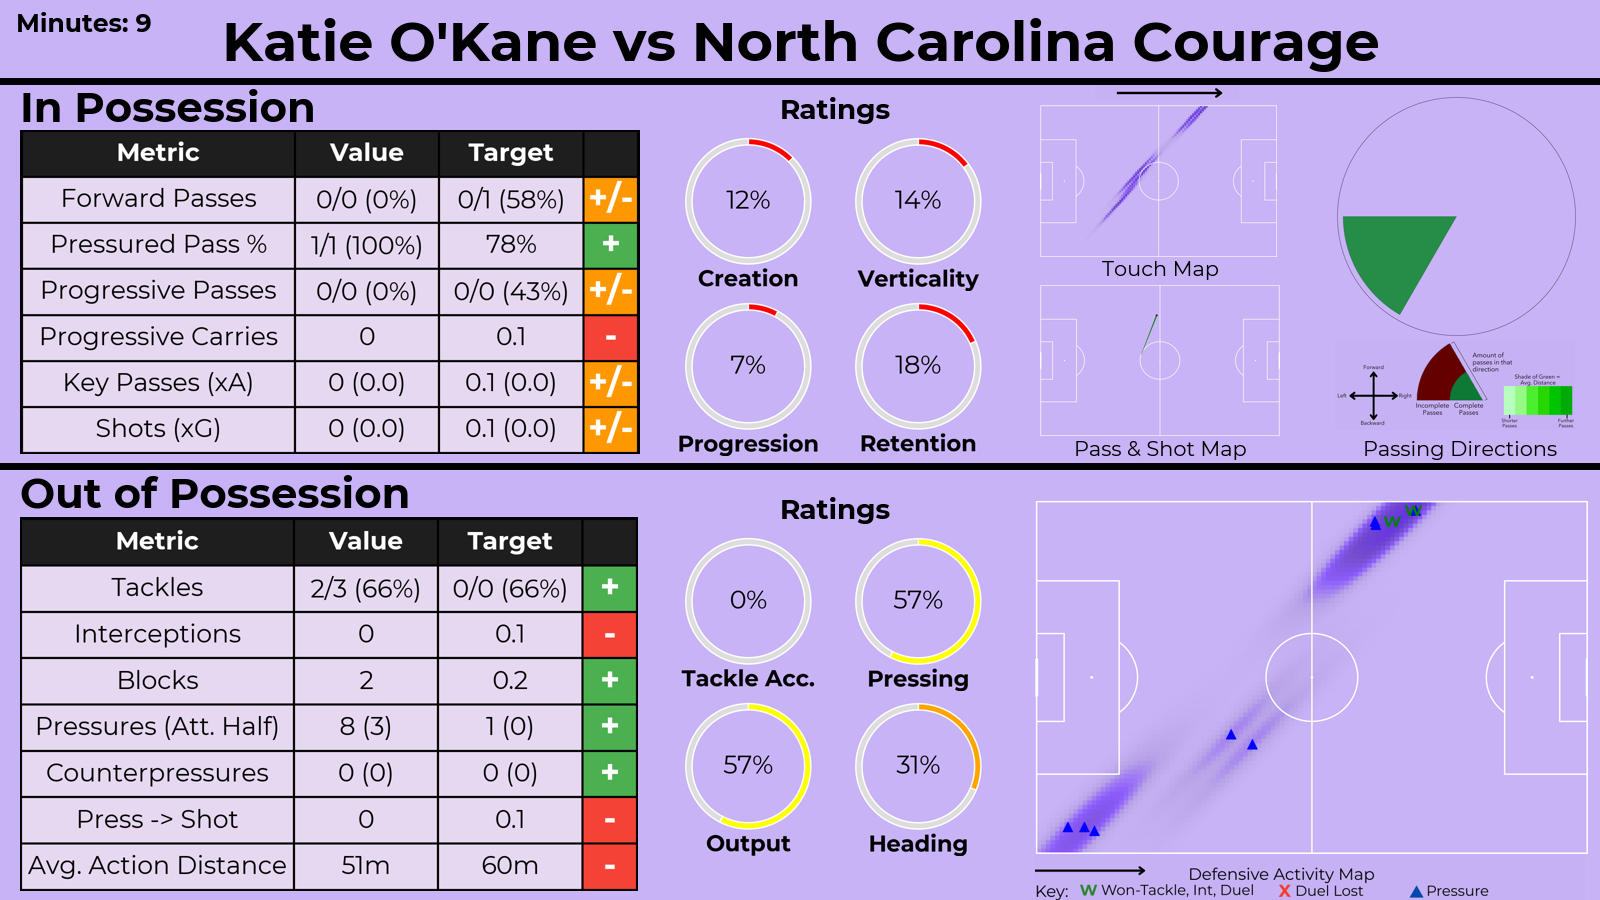 Minutes: 9
Katie O'Kane vs North Carolina Courage
In Possession
Metric Value Target
Forward Passes 0/0 (0%) 0/1 (58%) +/-
Pressured Pass % 1/1 (100%) 78% +
Progressive Passes 0/0 (0%) 0/0 (43%) +/-
Progressive Carries 0 0.1 -
Key Passes (xA) 0 (0.0) 0.1 (0.0) +/-
Shots (xG) 0 (0.0) 0.1 (0.0) +/-
Ratings
12% 14%
Creation Verticality
7% 18%
Progression Retention
Touch Map
Pass & Shot Map
Forward
Left Right
Backward
Amount of
passes in that
direction
Incomplete Complete
Passes Passes
Shade of Green =
Avg. Distance
Shorter Further
Passes Passes
Passing Directions
Out of Possession
Metric Value Target
Tackles 2/3 (66%) 0/0 (66%) +
Interceptions 0 0.1 -
Blocks 2 0.2 +
Pressures (Att. Half) 8 (3) 1 (0) +
Counterpressures 0 (0) 0 (0) +
Press -> Shot 0 0.1 -
Avg. Action Distance 51m 60m -
Ratings
0% 57%
Tackle Acc. Pressing
57% 31%
Output Heading
W W
Defensive Activity Map
Key: W Won-Tackle, Int, Duel X Duel Lost Pressure